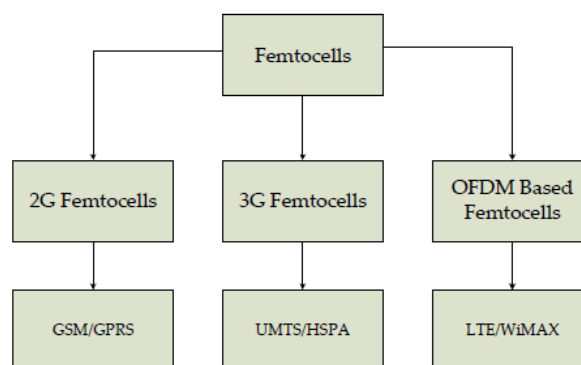 Femtocells
2G Femtocells
3G Femtocells
OFDM Based
Femtocells
GSM/GPRS
UMTS/HSPA
LTE/WiMAX